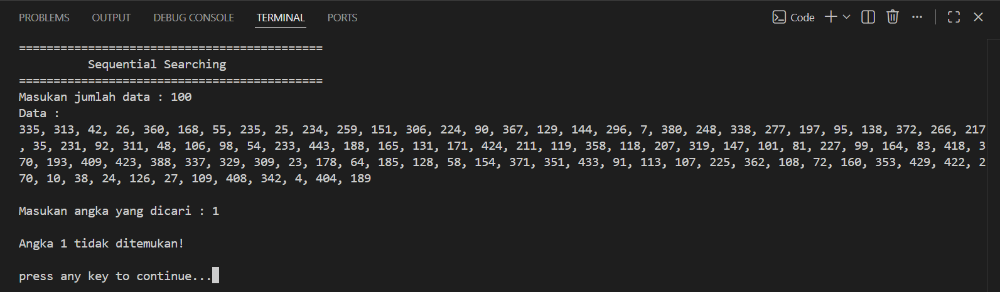 PROBLEMS OUTPUT DEBUG CONSOLE TERMINAL PORTS Code
============================================
Sequential Searching
============================================
Masukan jumlah data : 100
Data :
335, 313, 42, 26, 360, 168, 55, 235, 25, 234, 259, 151, 306, 224, 90, 367, 129, 144, 296, 7, 380, 248, 338, 277, 197, 95, 138, 372, 266, 217
, 35, 231, 92, 311, 48, 106, 98, 54, 233, 443, 188, 165, 131, 171, 424, 211, 119, 358, 118, 207, 319, 147, 101, 81, 227, 99, 164, 83, 418, 3
70, 193, 409, 423, 388, 337, 329, 309, 23, 178, 64, 185, 128, 58, 154, 371, 351, 433, 91, 113, 107, 225, 362, 108, 72, 160, 353, 429, 422, 2
70, 10, 38, 24, 126, 27, 109, 408, 342, 4, 404, 189
Masukan angka yang dicari : 1
Angka 1 tidak ditemukan!
press any key to continue...